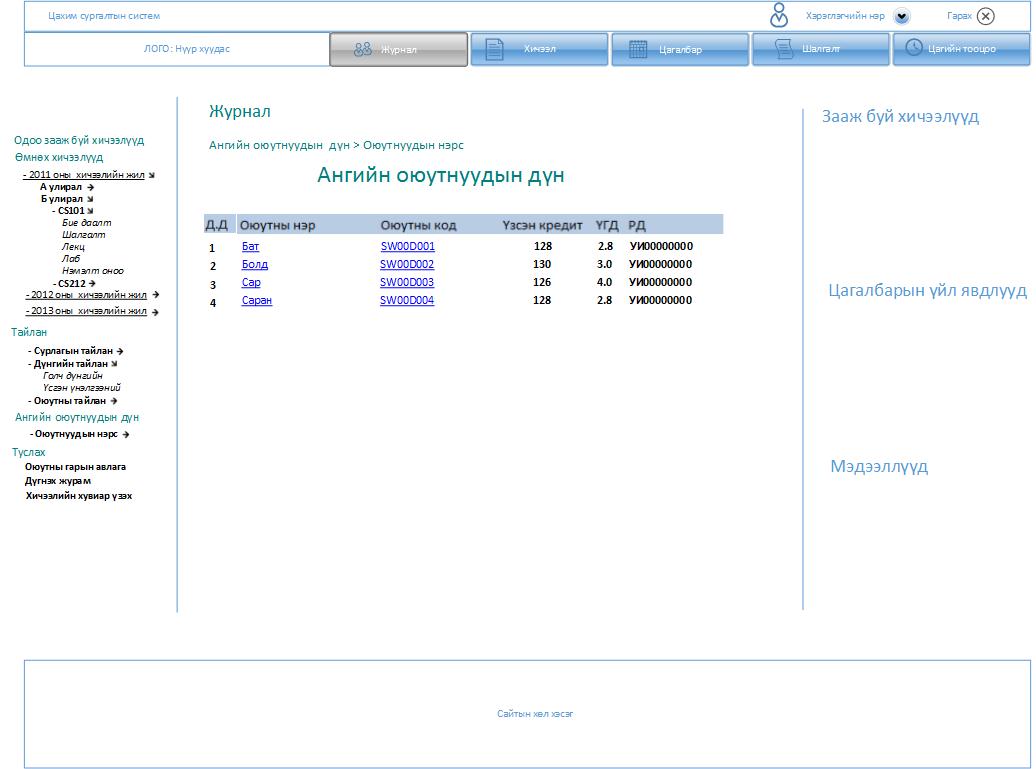 Цахим сургалтын систем
Хэрэглэгчийн нэр
Гарах
ЛОГО: Нүүр хуудас
Журнал
Хичээл
Цагалбар
Шалгалт
Цагийн тооцоо
Одоо зааж буй хичээлүүд
Өмнөх хичээлүүд
- 2011 оны хичээлийн жил
А улирал
Б улирал
- CS101
Бие даалт
Шалгалт
Лекц
Лаб
Нэмэлт оноо
- CS212
- 2012 оны хичээлийн жил
- 2013 оны хичээлийн жил
Тайлан
- Сурлагын тайлан
- Дүнгийн тайлан
Голч дүнгийн
Үсгэн үнэлгээний
- Оюутны тайлан
Ангийн оюутнуудын дүн
- Оюутнуудын нэрс
Туслах
Оюутны гарын авлага
Дүгнэх журам
Хичээлийн хувиар үзэх
Журнал
Ангийн оюутнуудын дүн > Оюутнуудын нэрс
Ангийн оюутнуудын дүн
Д.Д Оюутны нэр Оюутны код Үзсэн кредит ҮГД РД
1 Бат SW00D001 128 2.8 УИ00000000
2 Болд SW00D002 130 3.0 УИ00000000
3 Сар SW00D003 126 4.0 УИ00000000
4 Саран SW00D004 128 2.8 УИ00000000
Зааж буй хичээлүүд
Цагалбарын үйл явдлууд
Мэдээллүүд
Сайтын хөл хэсэг